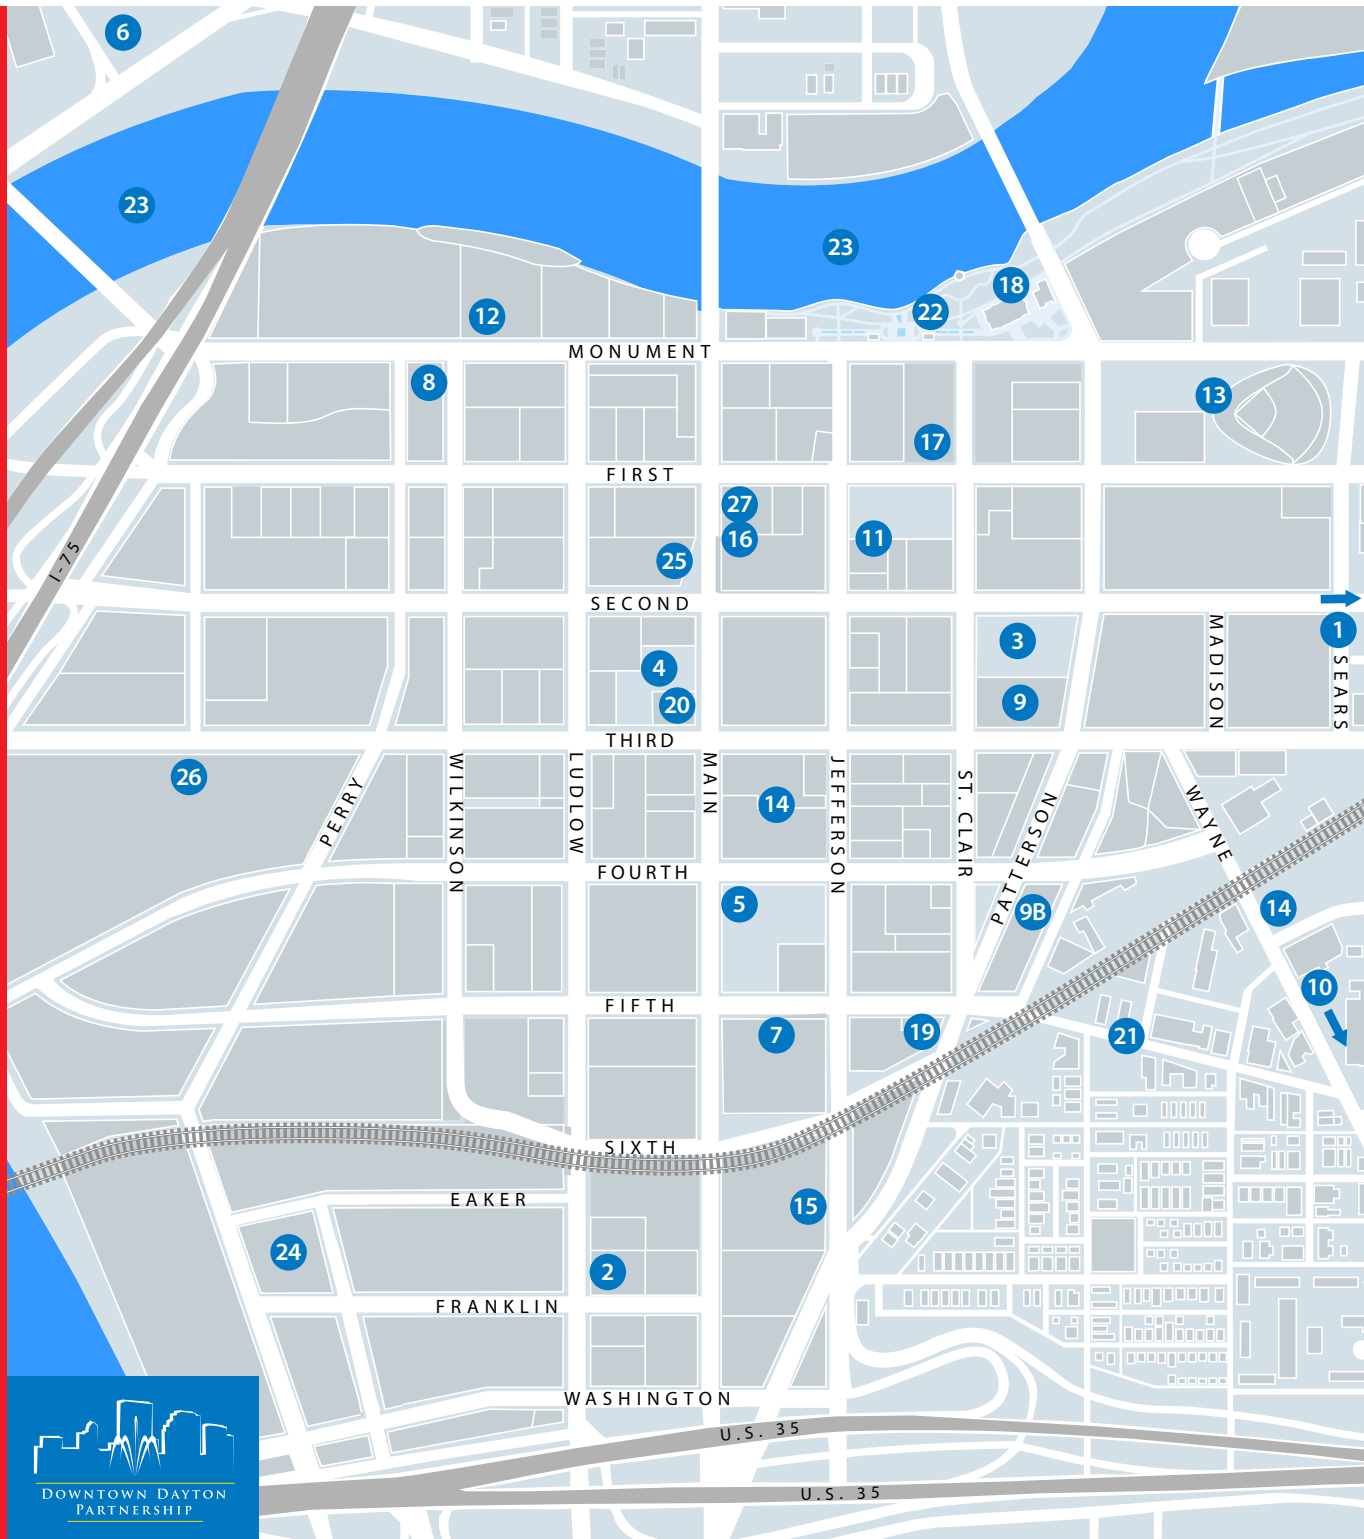 6
23
23
18
22
12
MONUMENT
8
13
17
FIRST
27
16
11
25
I-75
SECOND
1
3
4
9
20
MADISON
SEARS
THIRD
26
PERRY
WILKINSON
LUDLOW
MAIN
14
JEFFERSON
ST. CLAIR
PATTERSON
WAYNE
FOURTH
5
9B
14
10
FIFTH
7
19
21
SIXTH
EAKER
15
24
2
FRANKLIN
WASHINGTON
U.S. 35
U.S. 35
DOWNTOWN DAYTON
PARTNERSHIP